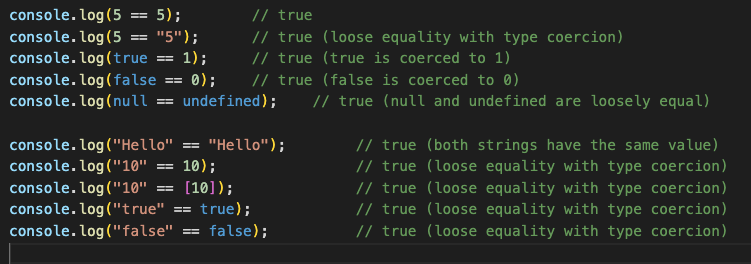 console.log(5 == 5);          // true
console.log(5 == "5");        // true (loose equality with type coercion)
console.log(true == 1);       // true (true is coerced to 1)
console.log(false == 0);      // true (false is coerced to 0)
console.log(null == undefined);    // true (null and undefined are loosely equal)

console.log("Hello" == "Hello");          // true (both strings have the same value)
console.log("10" == 10);                  // true (loose equality with type coercion)
console.log("10" == [10]);                // true (loose equality with type coercion)
console.log("true" == true);              // true (loose equality with type coercion)
console.log("false" == false);            // true (loose equality with type coercion)